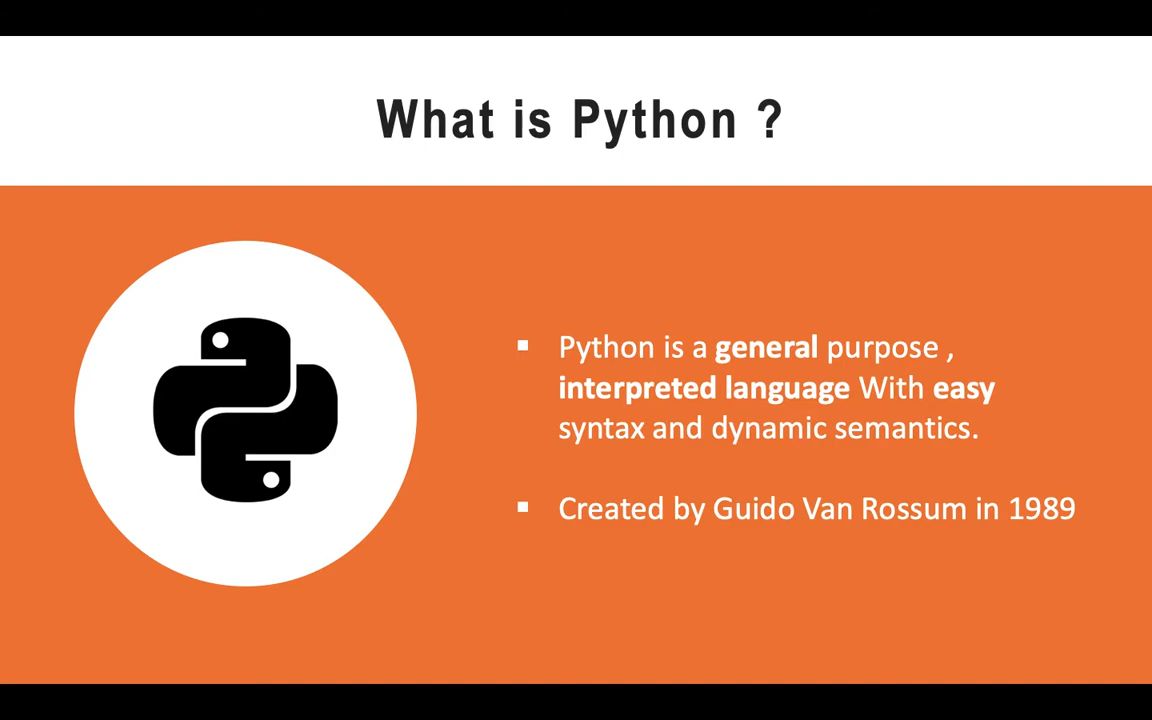 What is Python ?
▪ Python is a general purpose ,
interpreted language With easy
syntax and dynamic semantics.
▪ Created by Guido Van Rossum in 1989